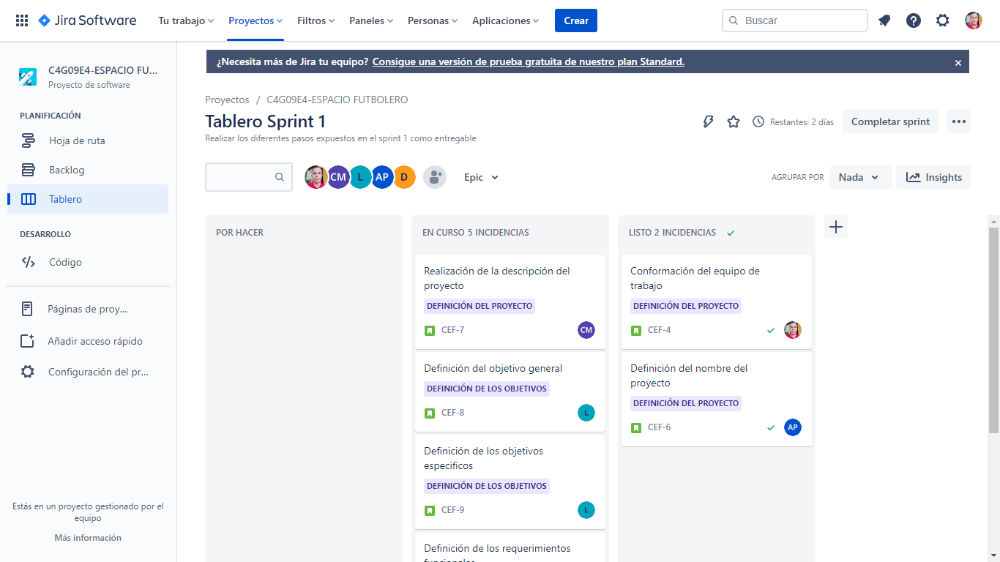 Jira Software
Tu trabajo
Proyectos
Filtros
Paneles
Personas
Aplicaciones
Crear
Buscar
C4G09E4-ESPACIO FU...
Proyecto de software
PLANIFICACIÓN
Hoja de ruta
Backlog
Tablero
DESARROLLO
Código
Páginas de proy...
Añadir acceso rápido
Configuración del pr...
Estás en un proyecto gestionado por el
equipo
Más información
¿Necesita más de Jira tu equipo? Consigue una versión de prueba gratuita de nuestro plan Standard.
Proyectos / C4G09E4-ESPACIO FUTBOLERO
Tablero Sprint 1
Restantes: 2 días
Completar sprint
Realizar los diferentes pasos expuestos en el sprint 1 como entregable
CM
L
AP
D
Epic
AGRUPAR POR
Nada
Insights
POR HACER
EN CURSO 5 INCIDENCIAS
Realización de la descripción del
proyecto
DEFINICIÓN DEL PROYECTO
CEF-7
CM
Definición del objetivo general
DEFINICIÓN DE LOS OBJETIVOS
CEF-8
L
Definición de los objetivos
especificos
DEFINICIÓN DE LOS OBJETIVOS
CEF-9
L
Definición de los requerimientos
funcionales
LISTO 2 INCIDENCIAS
Conformación del equipo de
trabajo
DEFINICIÓN DEL PROYECTO
CEF-4
Definición del nombre del
proyecto
DEFINICIÓN DEL PROYECTO
CEF-6
AP